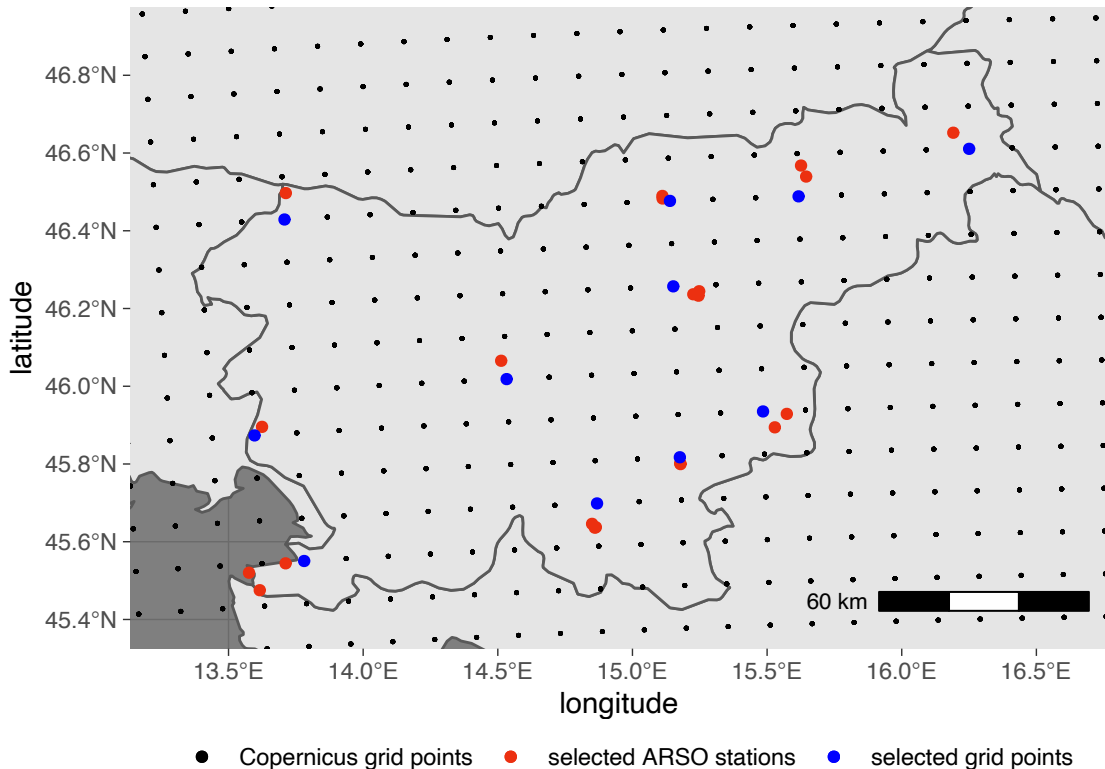 46.8°N
46.6°N
46.4°N
46.2°N
46.0°N
45.8°N
45.6°N
45.4°N
latitude
60 km
13.5°E 14.0°E 14.5°E 15.0°E 15.5°E 16.0°E 16.5°E
longitude
Copernicus grid points selected ARSO stations selected grid points